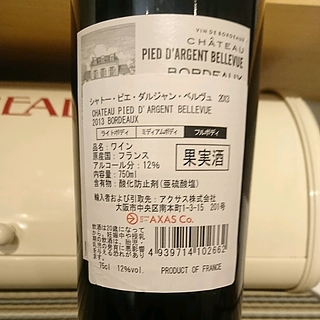 VIN DE BORDEAUX
CHÂTEAU
PIED D'ARGENT BELLEVUE
BORDEAUX
シャトー・ピエ・ダルジャン・ベルヴュ 2013
CHATEAU PIED D' ARGENT BELLEVUE
2013 BORDEAUX
ライトボディ ミディアムボディ フルボディ
品名:ワイン
原産国:フランス
アルコール分:12%
内容量:750ml
含有物:酸化防止剤(亜硫酸塩)
果実酒
輸入者および引取先:アクサス株式会社
大阪市中央区南本町1-3-15 201号
AXAS Co.
4 939714 102662
75cl 12%vol.
PRODUCT OF FRANCE